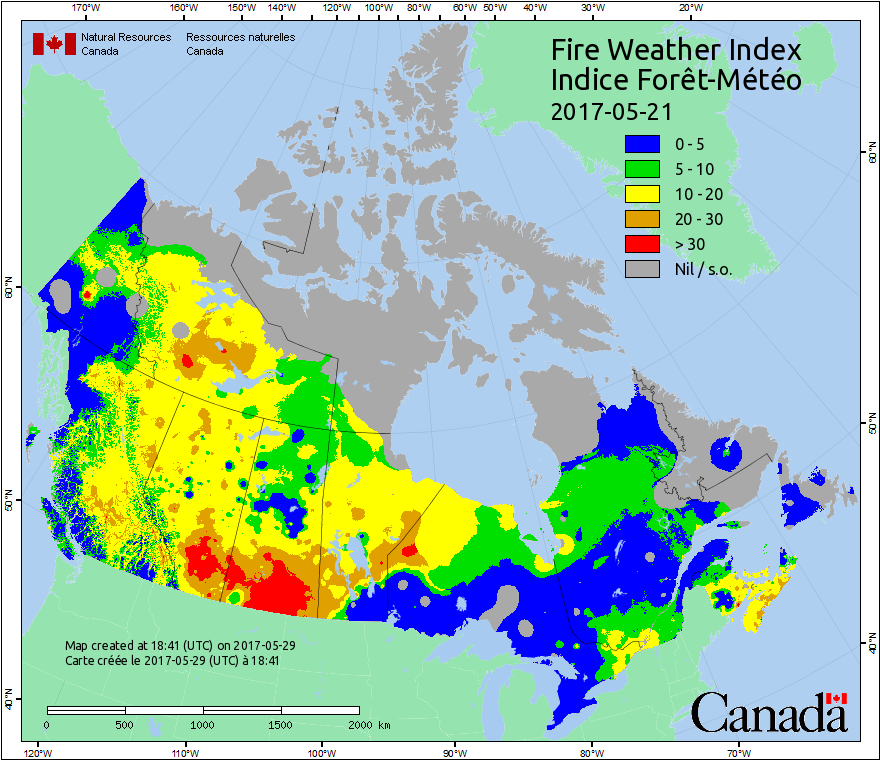 170°W 160°W 150°W 140°W 130°W 120°W 110°W 100°W 90°W 80°W 70°W 60°W 50°W 40°W 30°W 20°W
Natural Resources Ressources naturelles
Canada Canada
Fire Weather Index
Indice Forêt-Météo
2017-05-21
0 - 5
5 - 10
10 - 20
20 - 30
> 30
Nil / s.o.
60°N 60°N
50°N 50°N
40°N 40°N
Map created at 18:41 (UTC) on 2017-05-29
Carte créée le 2017-05-29 (UTC) à 18:41
0 500 1000 1500 2000 km
Canada
120°W 110°W 100°W 90°W 80°W 70°W